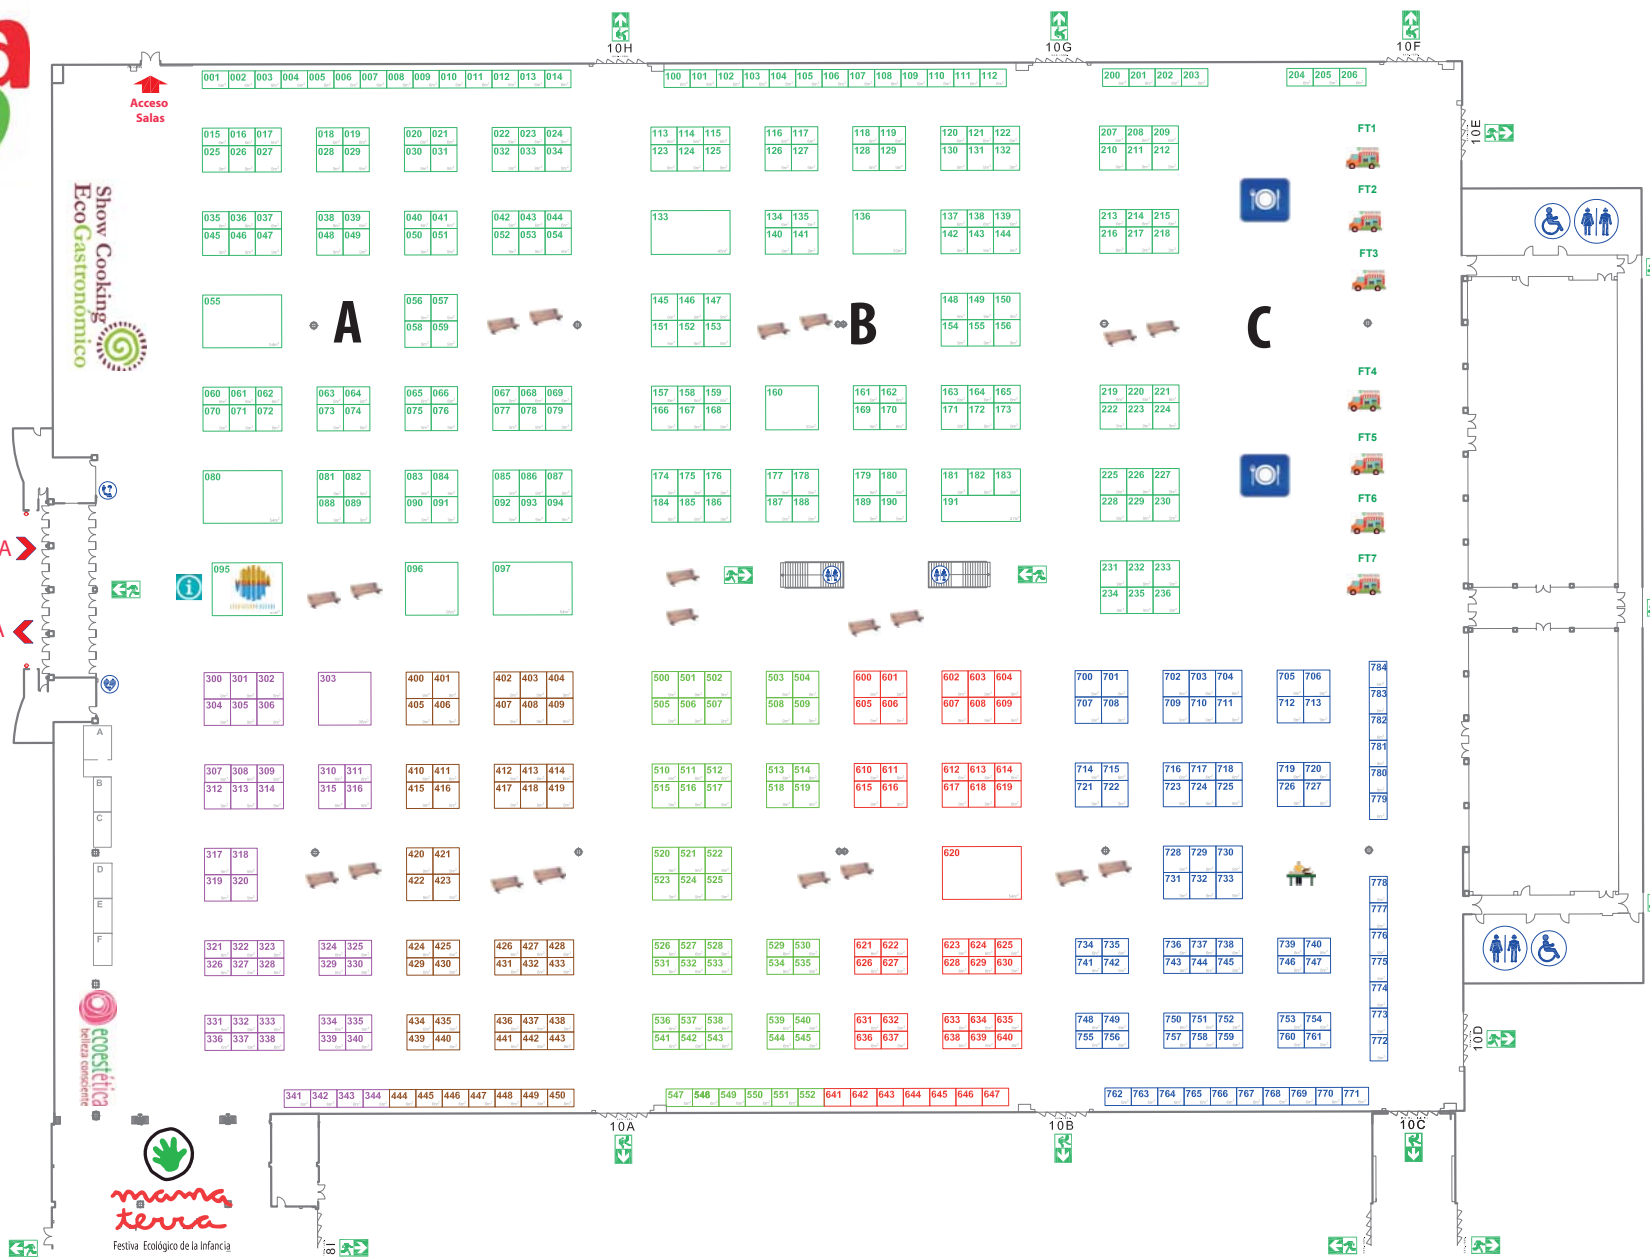 a
10H
10G
10F
Acceso
Salas
001 002 003 004 005 006 007 008 009 010 011 012 013 014
100 101 102 103 104 105 106 107 108 109 110 111 112
200 201 202 203
204 205 206
10E
FT1
015 016 017 018 019 020 021 022 023 024
025 026 027 028 029 030 031 032 033 034
113 114 115 116 117 118 119 120 121 122
123 124 125 126 127 128 129 130 131 132
207 208 209
210 211 212
FT2
Show Cooking
EcoGastronómico
035 036 037 038 039 040 041 042 043 044
045 046 047 048 049 050 051 052 053 054
133 134 135 136 137 138 139
140 141 142 143 144
213 214 215
216 217 218
FT3
055 A 056 057
058 059
145 146 147 B 148 149 150
151 152 153 154 155 156
C
FT4
060 061 062 063 064 065 066 067 068 069
070 071 072 073 074 075 076 077 078 079
157 158 159 160 161 162 163 164 165
166 167 168 169 170 171 172 173
219 220 221
222 223 224
FT5
080 081 082 083 084 085 086 087
088 089 090 091 092 093 094
174 175 176 177 178 179 180 181 182 183
184 185 186 187 188 189 190 191
225 226 227
228 229 230
FT6
A
A
095 096 097
231 232 233
234 235 236
FT7
300 301 302 303 400 401 402 403 404
304 305 306 405 406 407 408 409
500 501 502 503 504 600 601 602 603 604
505 506 507 508 509 605 606 607 608 609
700 701 702 703 704 705 706
707 708 709 710 711 712 713
784
783
782
781
780
779
A
B
C
D
E
F
307 308 309 310 311 410 411 412 413 414
312 313 314 315 316 415 416 417 418 419
510 511 512 513 514 610 611 612 613 614
515 516 517 518 519 615 616 617 618 619
714 715 716 717 718 719 720
721 722 723 724 725 726 727
317 318 420 421
319 320 422 423
520 521 522 620
523 524 525
728 729 730
731 732 733
778
777
776
775
774
773
772
321 322 323 324 325 424 425 426 427 428
326 327 328 329 330 429 430 431 432 433
526 527 528 529 530 621 622 623 624 625
531 532 533 534 535 626 627 628 629 630
734 735 736 737 738 739 740
741 742 743 744 745 746 747
ecoestética
belleza consciente
331 332 333 334 335 434 435 436 437 438
336 337 338 339 340 439 440 441 442 443
536 537 538 539 540 631 632 633 634 635
541 542 543 544 545 636 637 638 639 640
748 749 750 751 752 753 754
755 756 757 758 759 760 761
10D
341 342 343 344 444 445 446 447 448 449 450
547 548 549 550 551 552 641 642 643 644 645 646 647
762 763 764 765 766 767 768 769 770 771
10A
10B
10C
mama
terra
Festiva Ecológico de la Infancia
8I